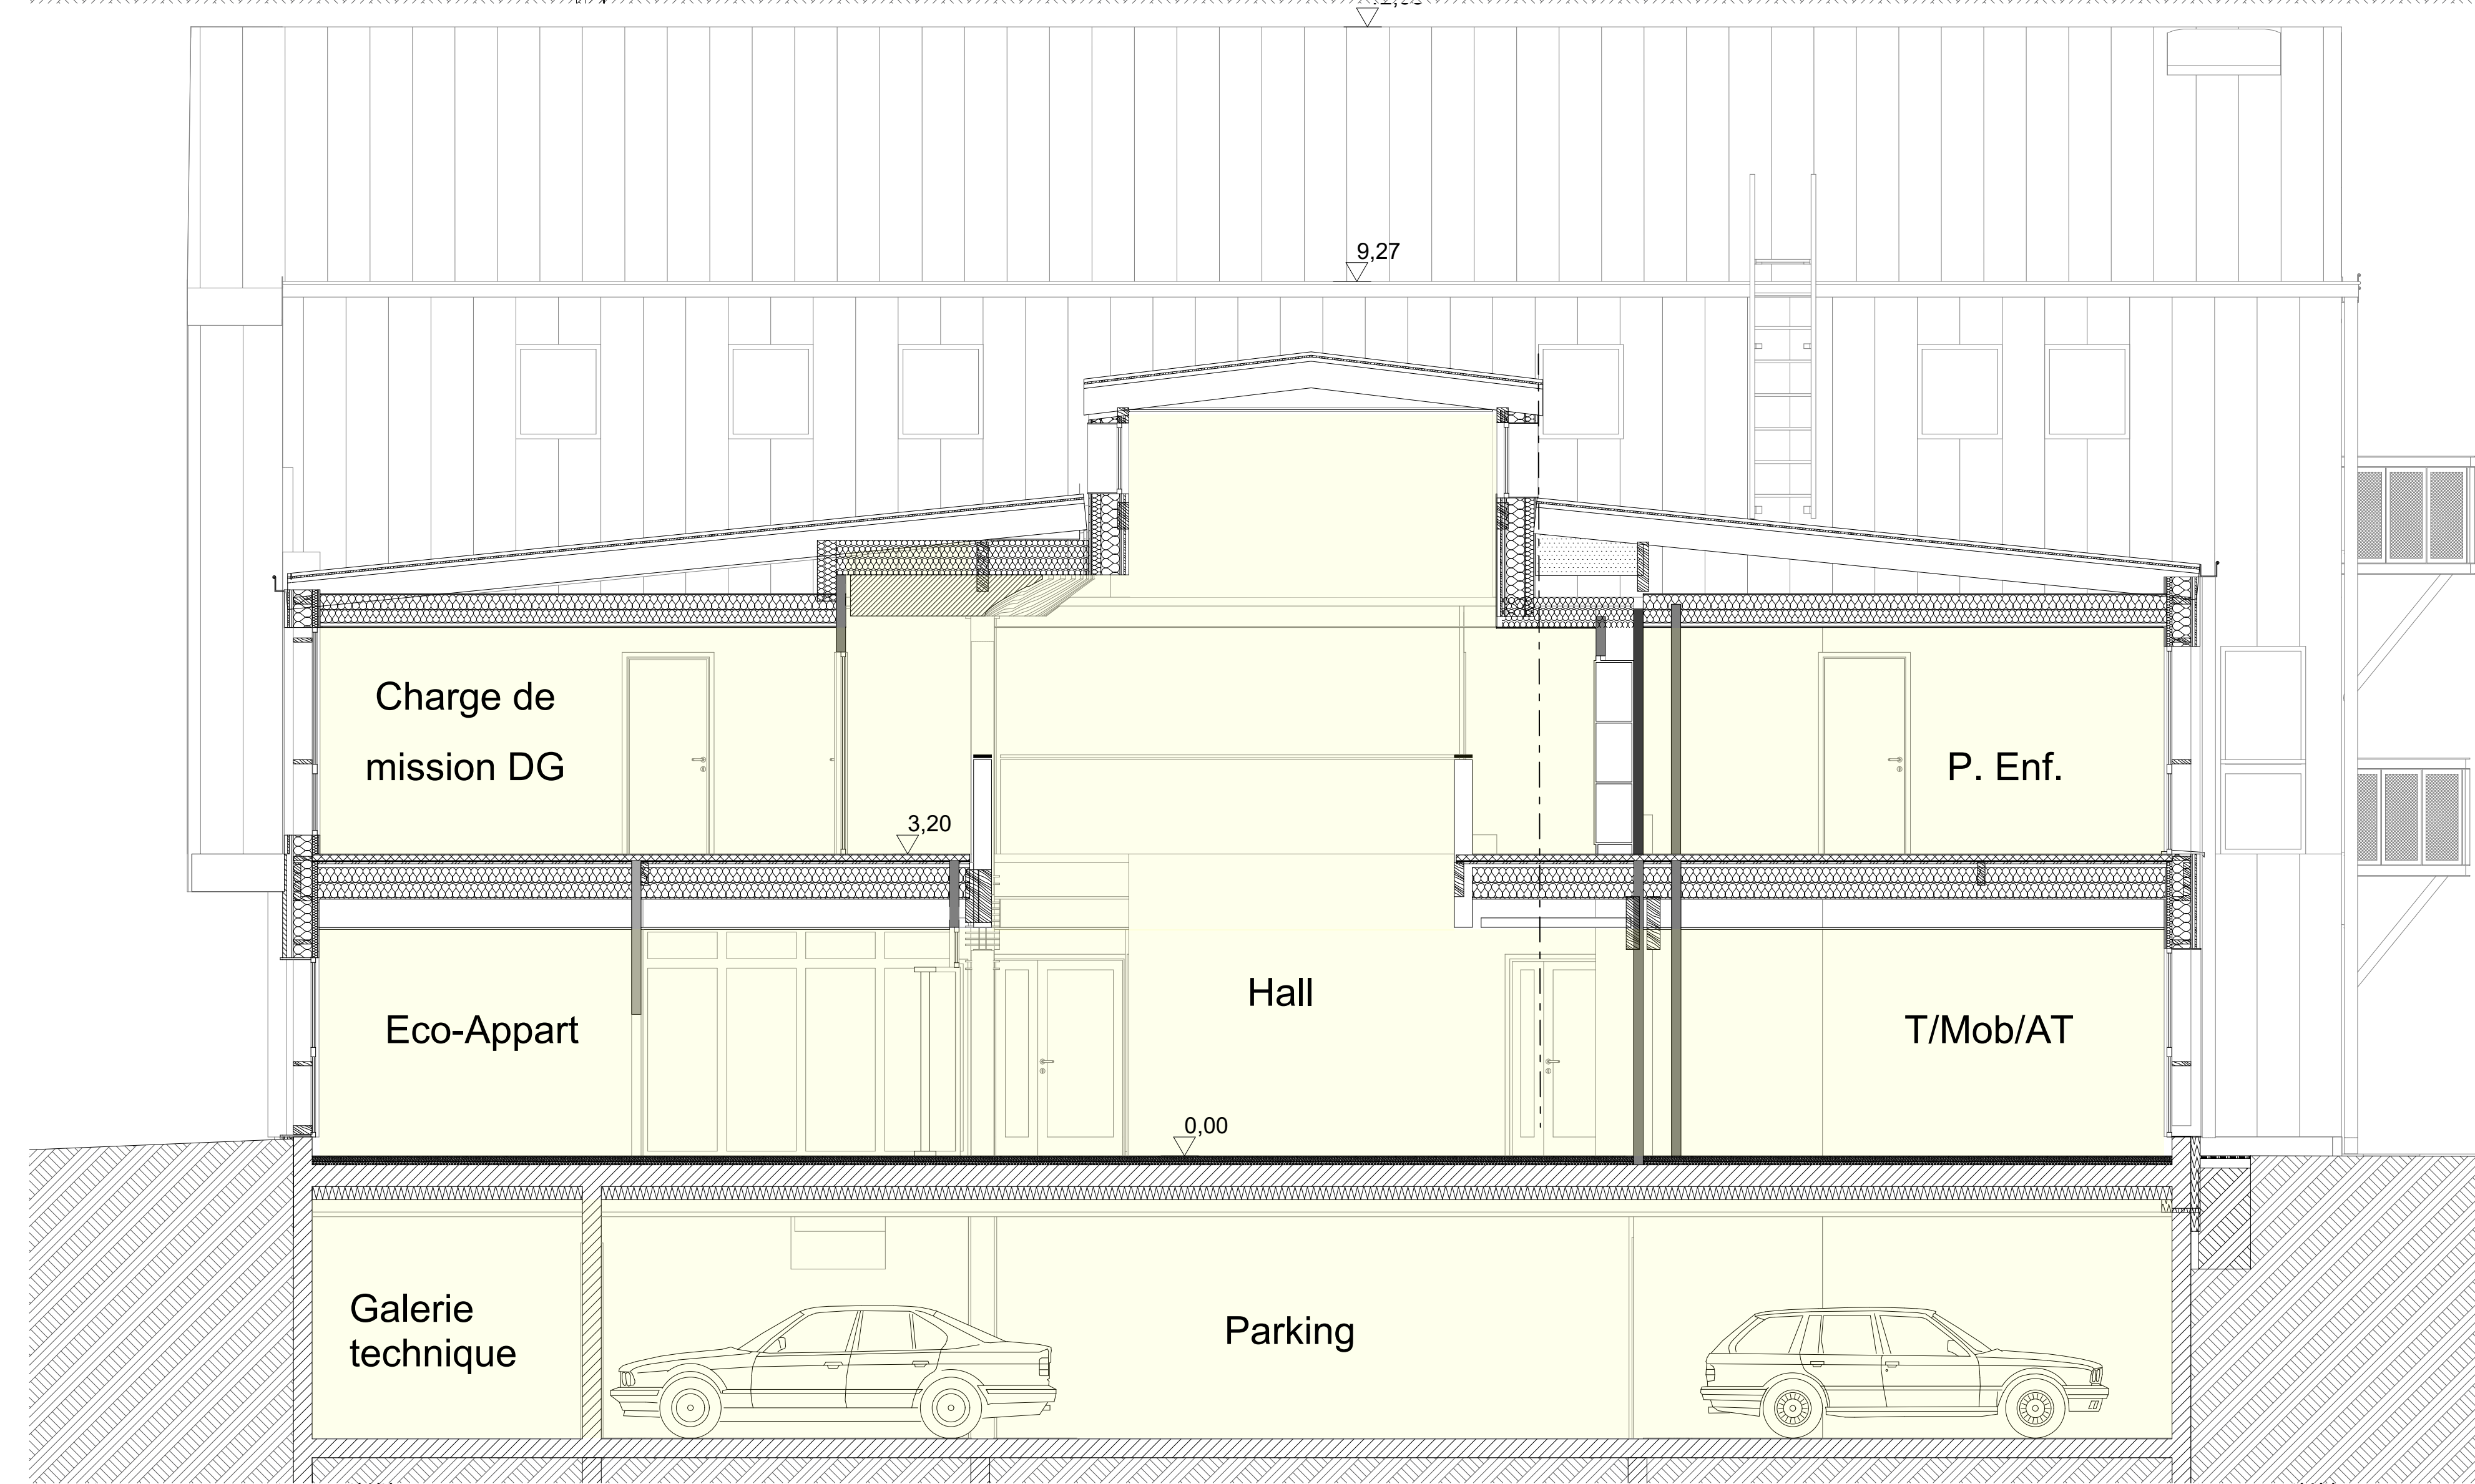 9,27
Charge de
mission DG
P. Enf.
3,20
Hall
Eco-Appart
T/Mob/AT
0,00
Galerie
technique
Parking